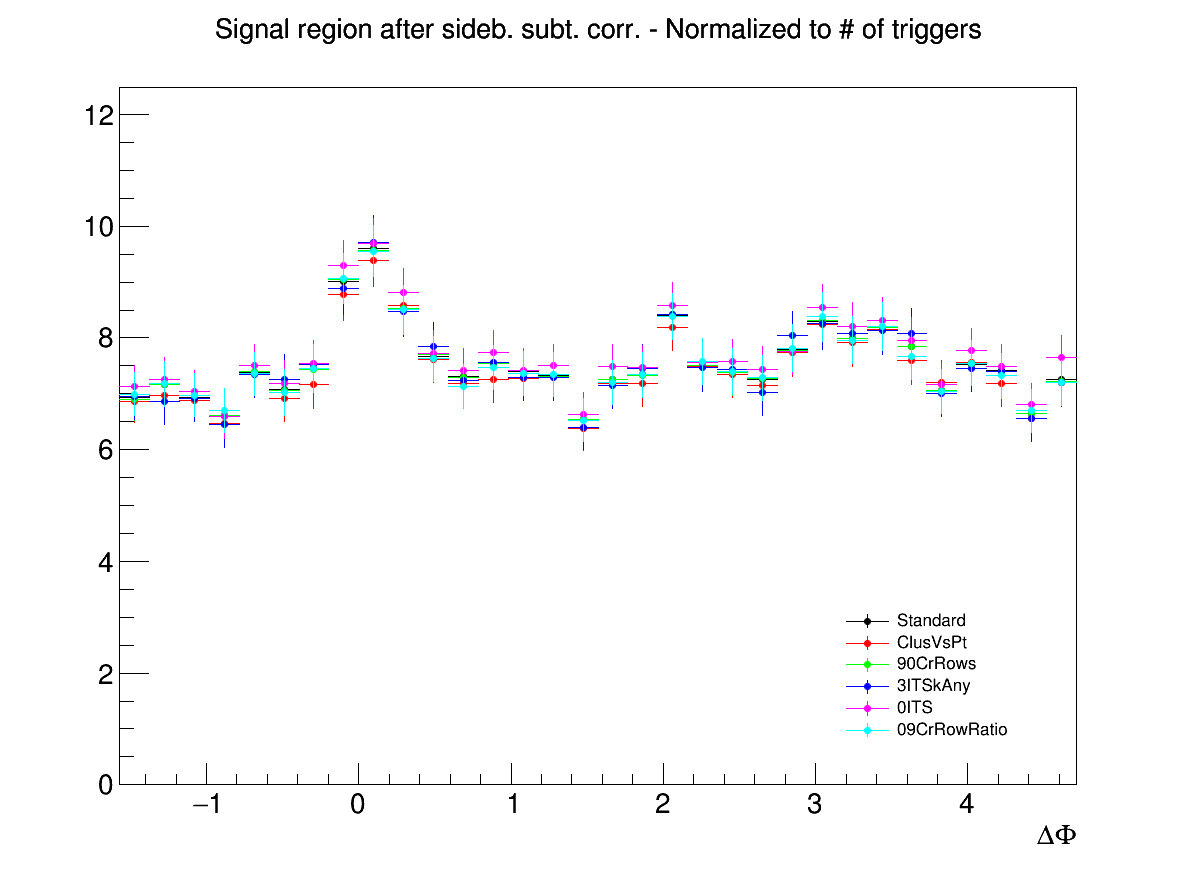 Signal region after sideb. subt. corr. - Normalized to # of triggers
12
10
8
6
4
2
0
Standard
ClusVsPt
90CrRows
3ITSkAny
0ITS
09CrRowRatio
−1 0 1 2 3 4
ΔΦ